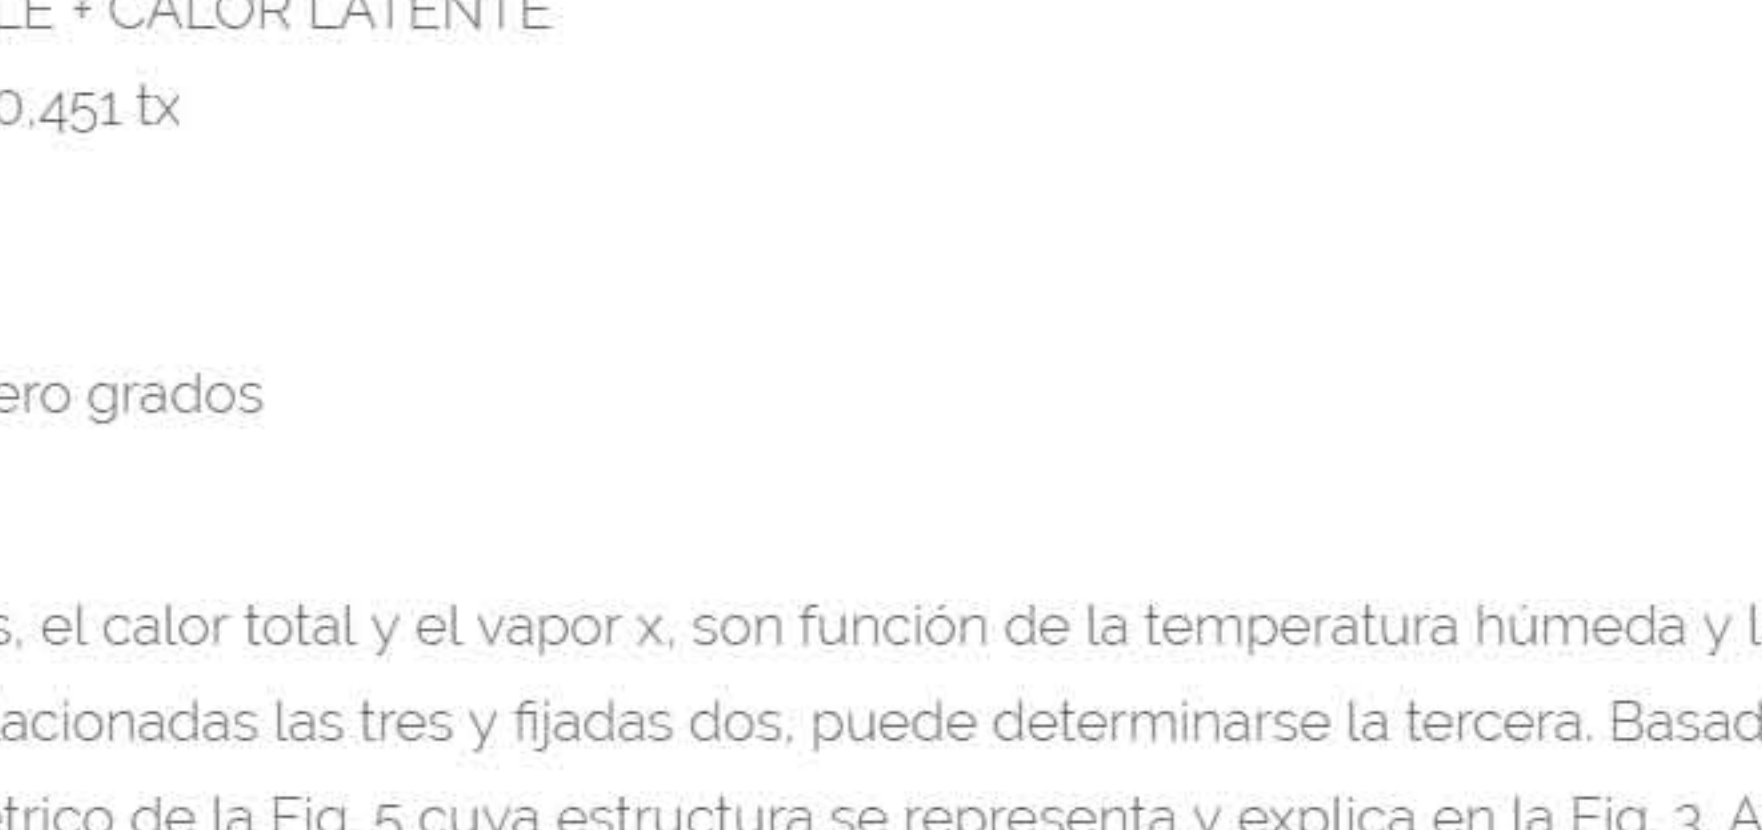 LE + CALOR LATENTE
0,451 tx
ero grados
s, el calor total y el vapor x, son función de la temperatura húmeda y l
lacionadas las tres y fijadas dos, puede determinarse la tercera. Basad
étrico de la Fig. 5 cuya estructura se representa y explica en la Fig. 3. A